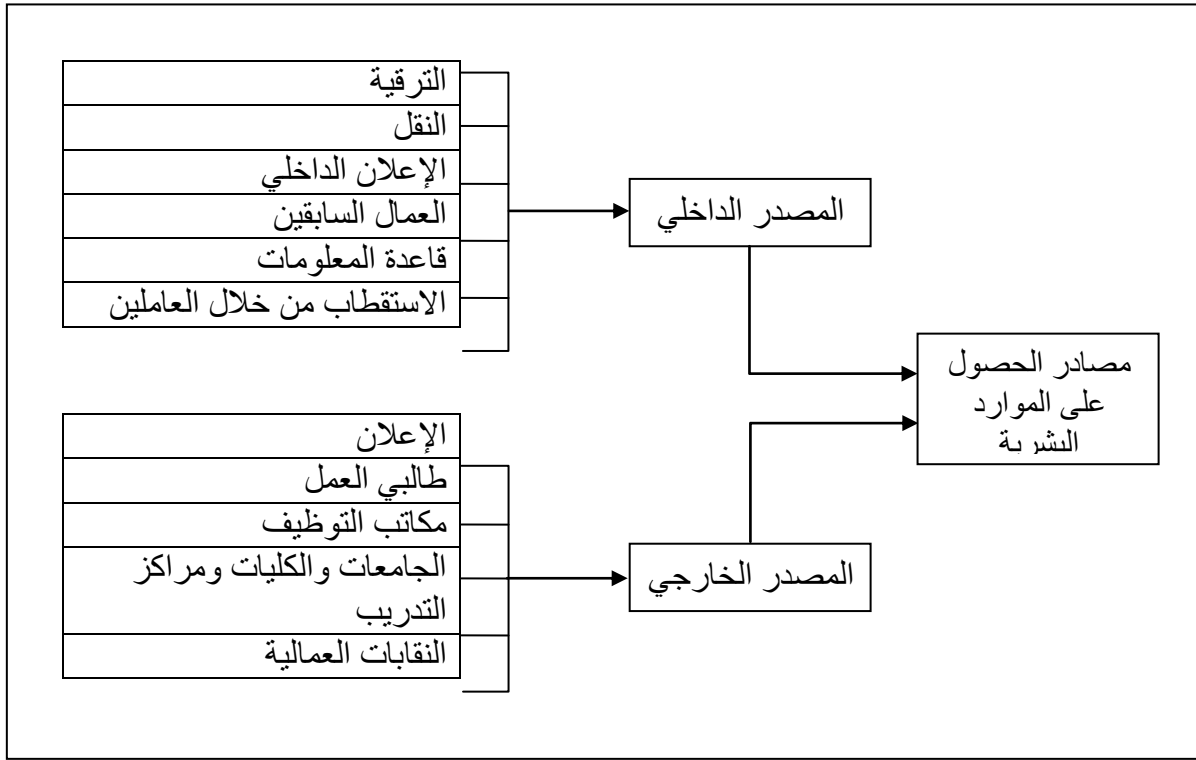 الترقية
النقل
الإعلان الداخلي
العمال السابقين
قاعدة المعلومات
الاستقطاب من خلال العاملين
المصدر الداخلي
مصادر الحصول
على الموارد
البشرية
الإعلان
طالبي العمل
مكاتب التوظيف
الجامعات والكليات ومراكز
التدريب
النقابات العمالية
المصدر الخارجي